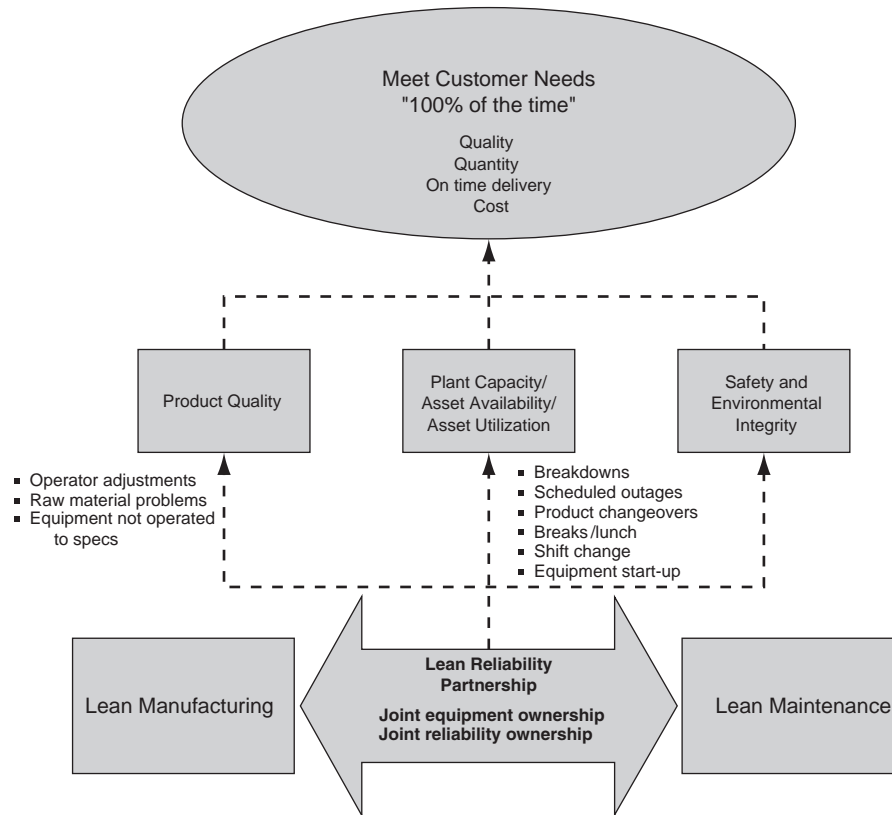 Meet Customer Needs
"100% of the time"
Quality
Quantity
On time delivery
Cost
Product Quality
Plant Capacity/
Asset Availability/
Asset Utilization
Safety and
Environmental
Integrity
▪ Operator adjustments
▪ Raw material problems
▪ Equipment not operated
to specs
▪ Breakdowns
▪ Scheduled outages
▪ Product changeovers
▪ Breaks/lunch
▪ Shift change
▪ Equipment start-up
Lean Manufacturing
Lean Reliability
Partnership
Joint equipment ownership
Joint reliability ownership
Lean Maintenance